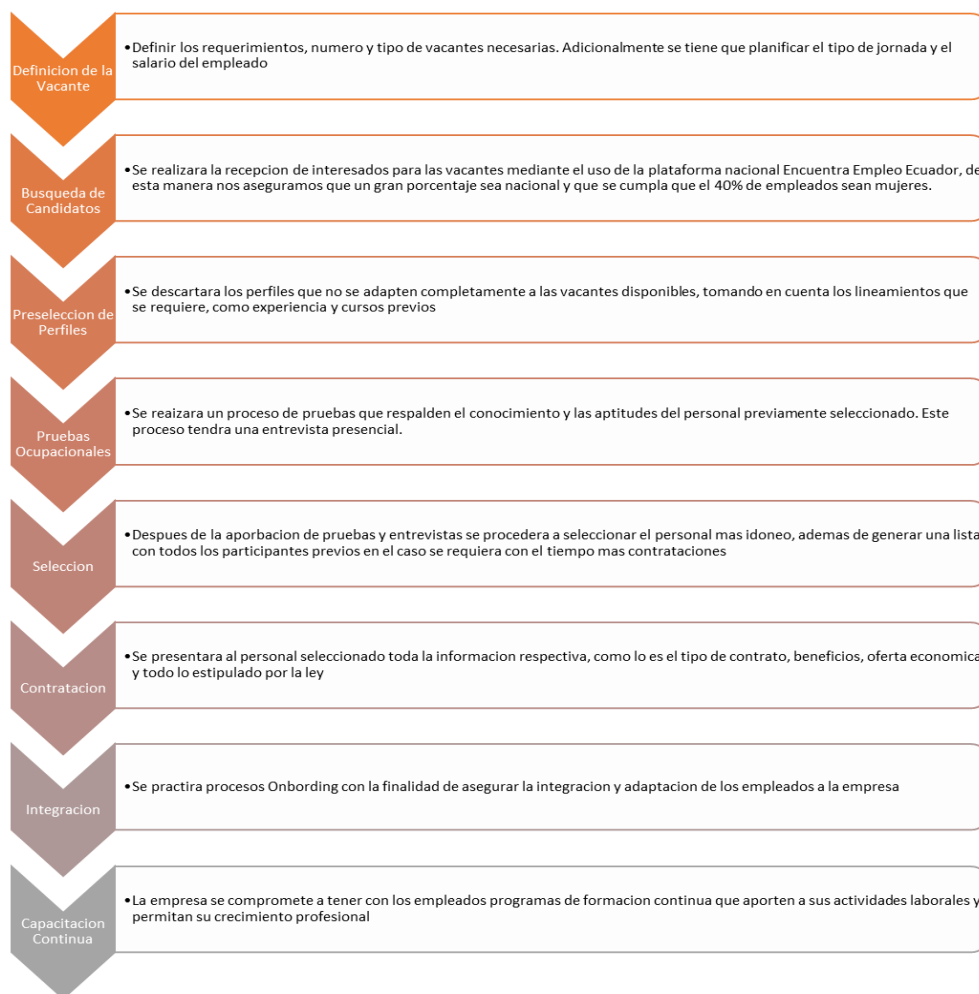 Definicion de la
Vacante
•Definir los requerimientos, numero y tipo de vacantes necesarias. Adicionalmente se tiene que planificar el tipo de jornada y el
salario del empleado
Busqueda de
Candidatos
•Se realizara la recepcion de interesados para las vacantes mediante el uso de la plataforma nacional Encuentra Empleo Ecuador, de
esta manera nos aseguramos que un gran porcentaje sea nacional y que se cumpla que el 40% de empleados sean mujeres.
Preseleccion de
Perfiles
•Se descartara los perfiles que no se adapten completamente a las vacantes disponibles, tomando en cuenta los lineamientos que
se requiere, como experiencia y cursos previos
Pruebas
Ocupacionales
•Se reaizara un proceso de pruebas que respalden el conocimiento y las aptitudes del personal previamente seleccionado. Este
proceso tendra una entrevista presencial.
Seleccion
•Despues de la aporbacion de pruebas y entrevistas se procedera a seleccionar el personal mas idoneo, ademas de generar una lista
con todos los participantes previos en el caso se requiera con el tiempo mas contrataciones
Contratacion
•Se presentara al personal seleccionado toda la informacion respectiva, como lo es el tipo de contrato, beneficios, oferta economica
y todo lo estipulado por la ley
Integracion
•Se practira procesos Onbording con la finalidad de asegurar la integracion y adaptacion de los empleados a la empresa
Capacitacion
Continua
•La empresa se compromete a tener con los empleados programas de formacion continua que aporten a sus actividades laborales y
permitan su crecimiento profesional